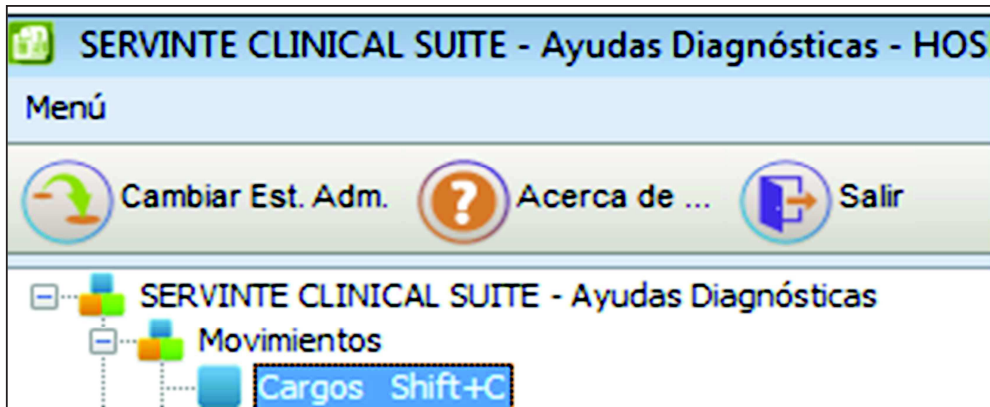 SERVINTE CLINICAL SUITE - Ayudas Diagnósticas - HOS
Menú
Cambiar Est. Adm. ? Acerca de ... Salir
SERVINTE CLINICAL SUITE - Ayudas Diagnósticas
Movimientos
Cargos Shift+C